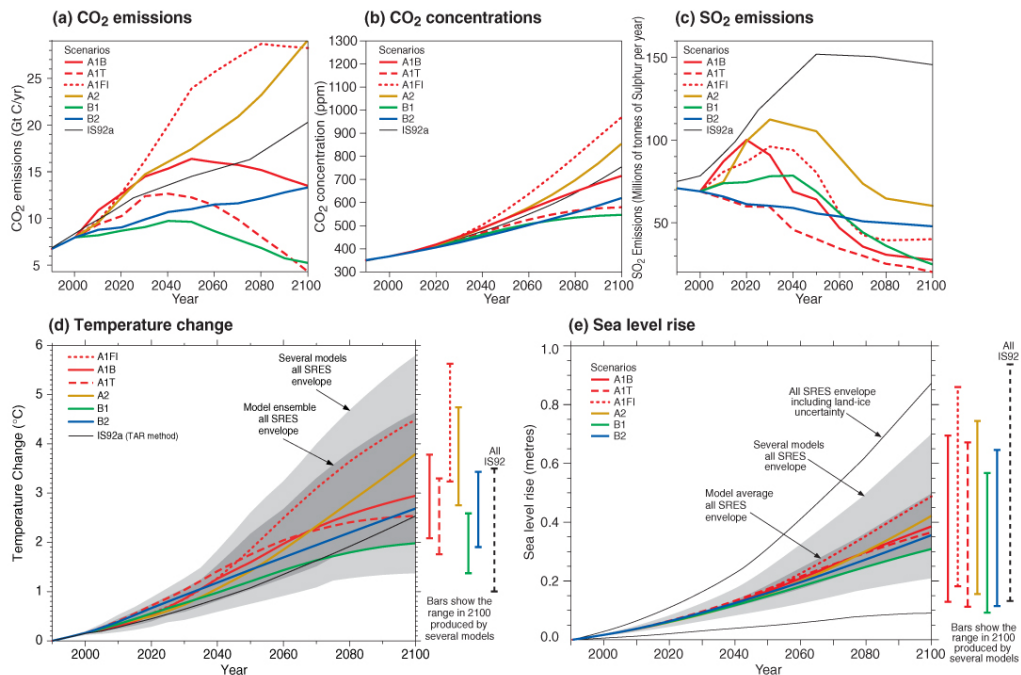 (a) CO2 emissions
CO2 emissions (Gt C/yr)
25
20
15
10
5
Scenarios
A1B
A1T
A1FI
A2
B1
B2
IS92a
2000 2020 2040 2060 2080 2100
Year
(b) CO2 concentrations
CO2 concentration (ppm)
1300
1200
1100
1000
900
800
700
600
500
400
300
Scenarios
A1B
A1T
A1FI
A2
B1
B2
IS92a
2000 2020 2040 2060 2080 2100
Year
(c) SO2 emissions
SO2 Emissions (Millions of tonnes of Sulphur per year)
150
100
50
Scenarios
A1B
A1T
A1FI
A2
B1
B2
IS92a
2000 2020 2040 2060 2080 2100
Year
(d) Temperature change
Temperature Change (°C)
6
5
4
3
2
1
0
A1FI
A1B
A1T
A2
B1
B2
IS92a (TAR method)
Several models
all SRES
envelope
Model ensemble
all SRES
envelope
2000 2020 2040 2060 2080 2100
Year
All
IS92
Bars show the
range in 2100
produced by
several models
(e) Sea level rise
Sea level rise (metres)
1.0
0.8
0.6
0.4
0.2
0.0
Scenarios
A1B
A1T
A1FI
A2
B1
B2
All SRES envelope
including land-ice
uncertainty
Several models
all SRES
envelope
Model average
all SRES
envelope
2000 2020 2040 2060 2080 2100
Year
All
IS92
Bars show the
range in 2100
produced by
several models